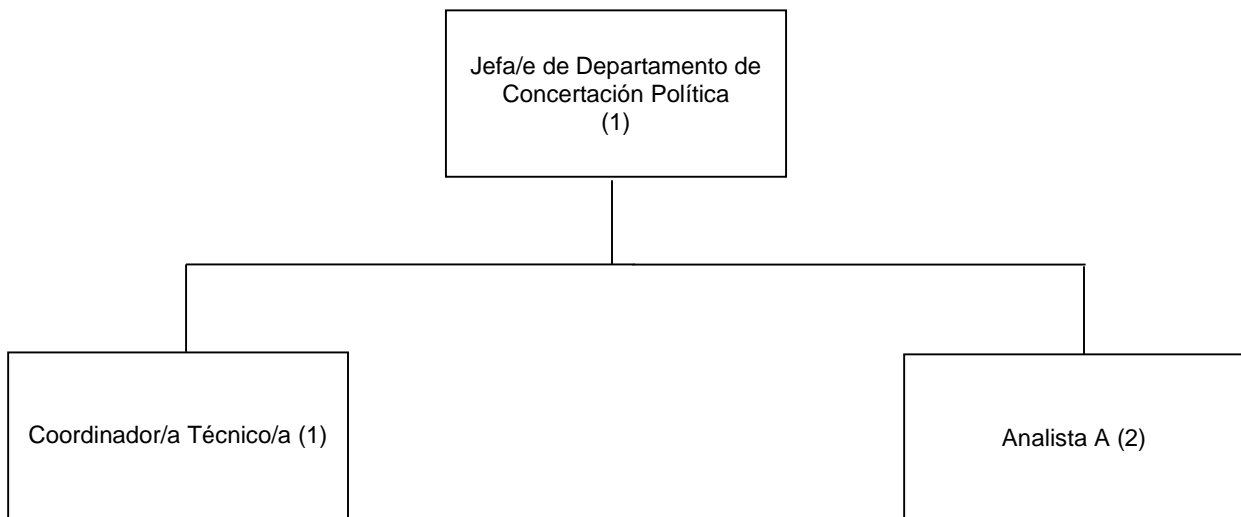 Jefa/e de Departamento de
Concertación Política
(1)
Coordinador/a Técnico/a (1)
Analista A (2)